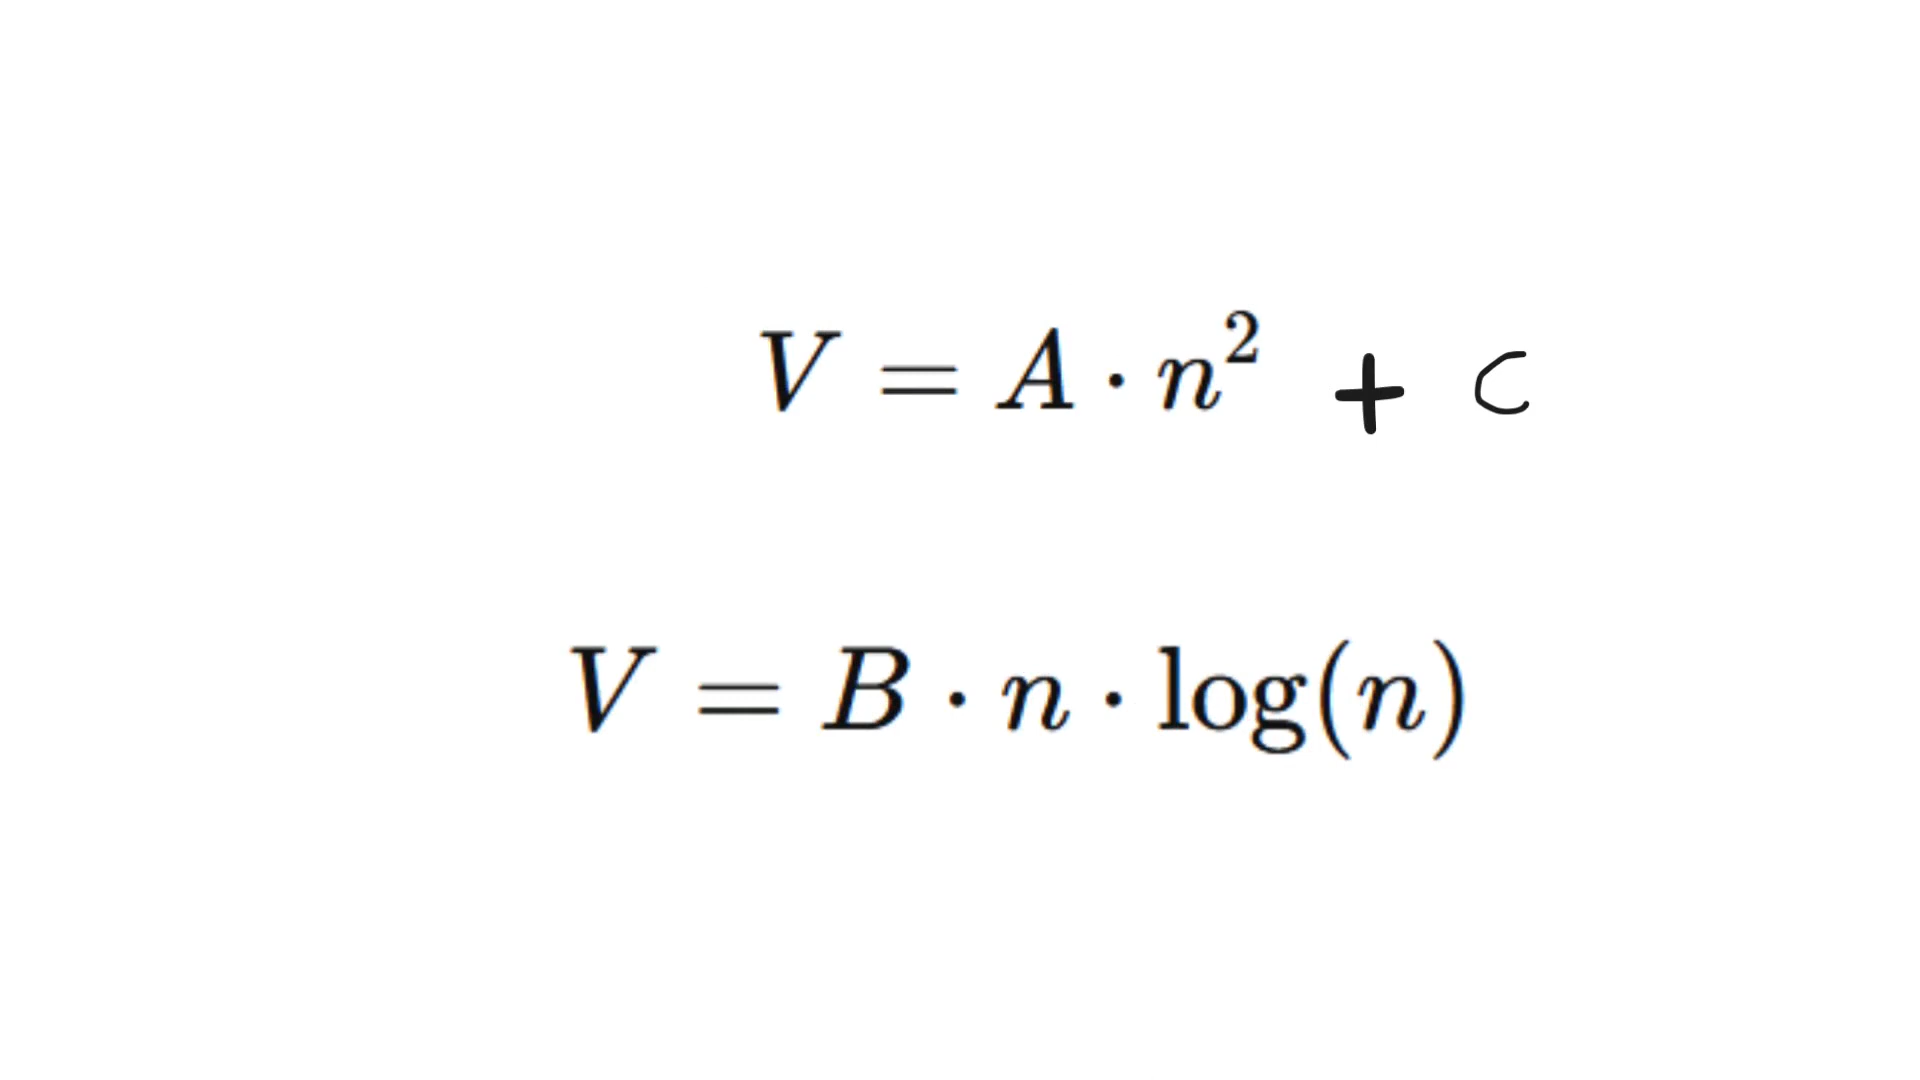 V = A · n² + C
V = B · n · log(n)